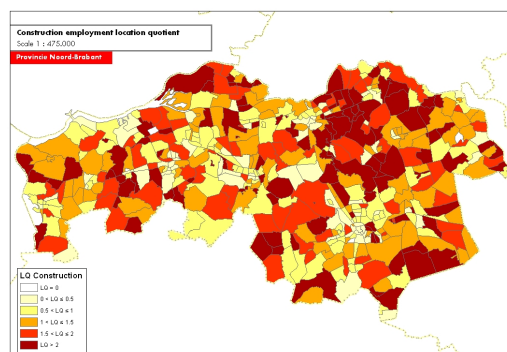 Construction employment location quotient
Scale 1 : 475.000
Provincie Noord-Brabant
LQ Construction
LQ = 0
0 < LQ ≤ 0.5
0.5 < LQ ≤ 1
1 < LQ ≤ 1.5
1.5 < LQ ≤ 2
LQ > 2